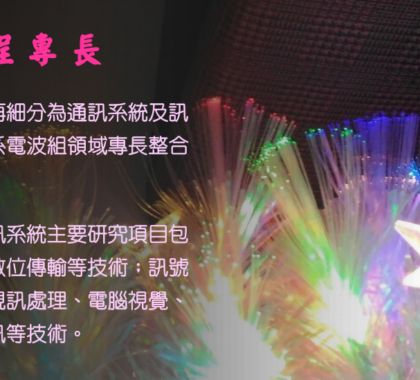 程專長
再細分為通訊系統及訊
系電波組領域專長整合
訊系統主要研究項目包
數位傳輸等技術；訊號
視訊處理、電腦視覺、
訊等技術。